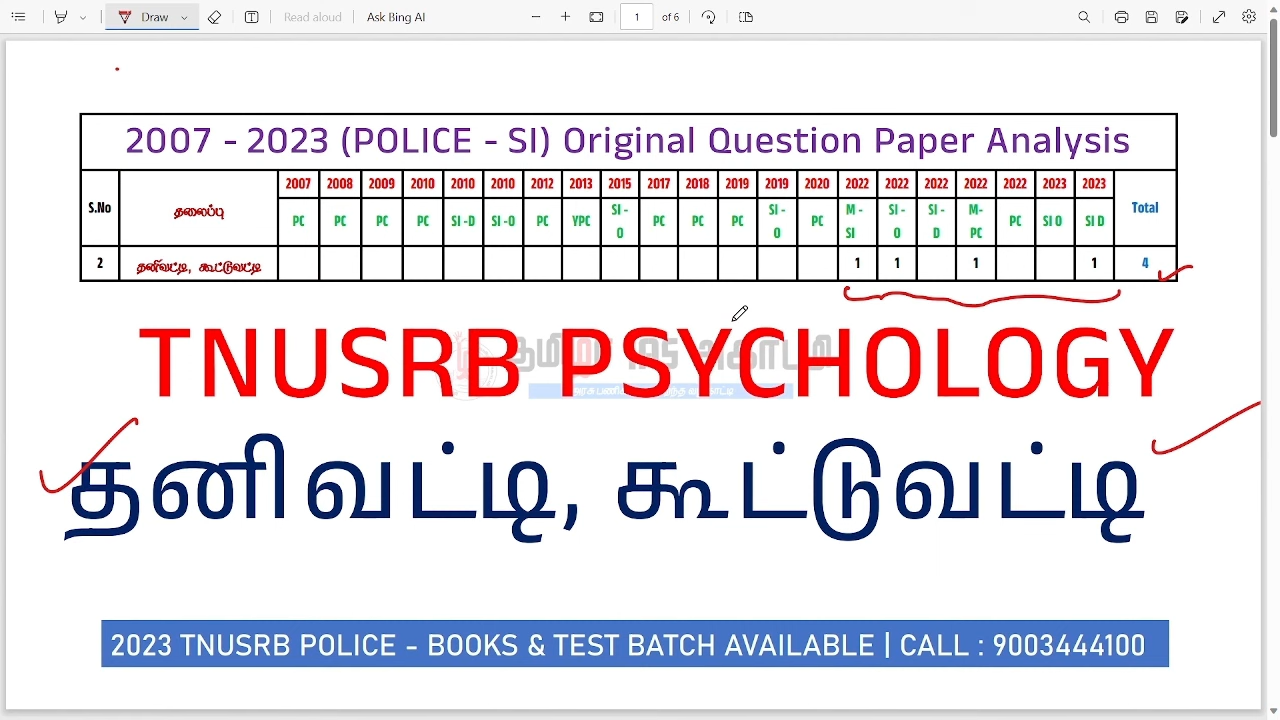 Draw Read aloud Ask Bing AI 1 of 6
2007 - 2023 (POLICE - SI) Original Question Paper Analysis
S.No தலைப்பு 2007 2008 2009 2010 2010 2010 2012 2013 2015 2017 2018 2019 2019 2020 2022 2022 2022 2022 2022 2023 2023 Total
PC PC PC PC SI -D SI -O PC YPC SI - O PC PC PC SI - O PC M - SI SI - O SI - D M- PC PC SI O SI D
2 தனிவட்டி, கூட்டுவட்டி 1 1 1 1 4
TNUSRB PSYCHOLOGY
தனிவட்டி, கூட்டுவட்டி
2023 TNUSRB POLICE - BOOKS & TEST BATCH AVAILABLE | CALL : 9003444100